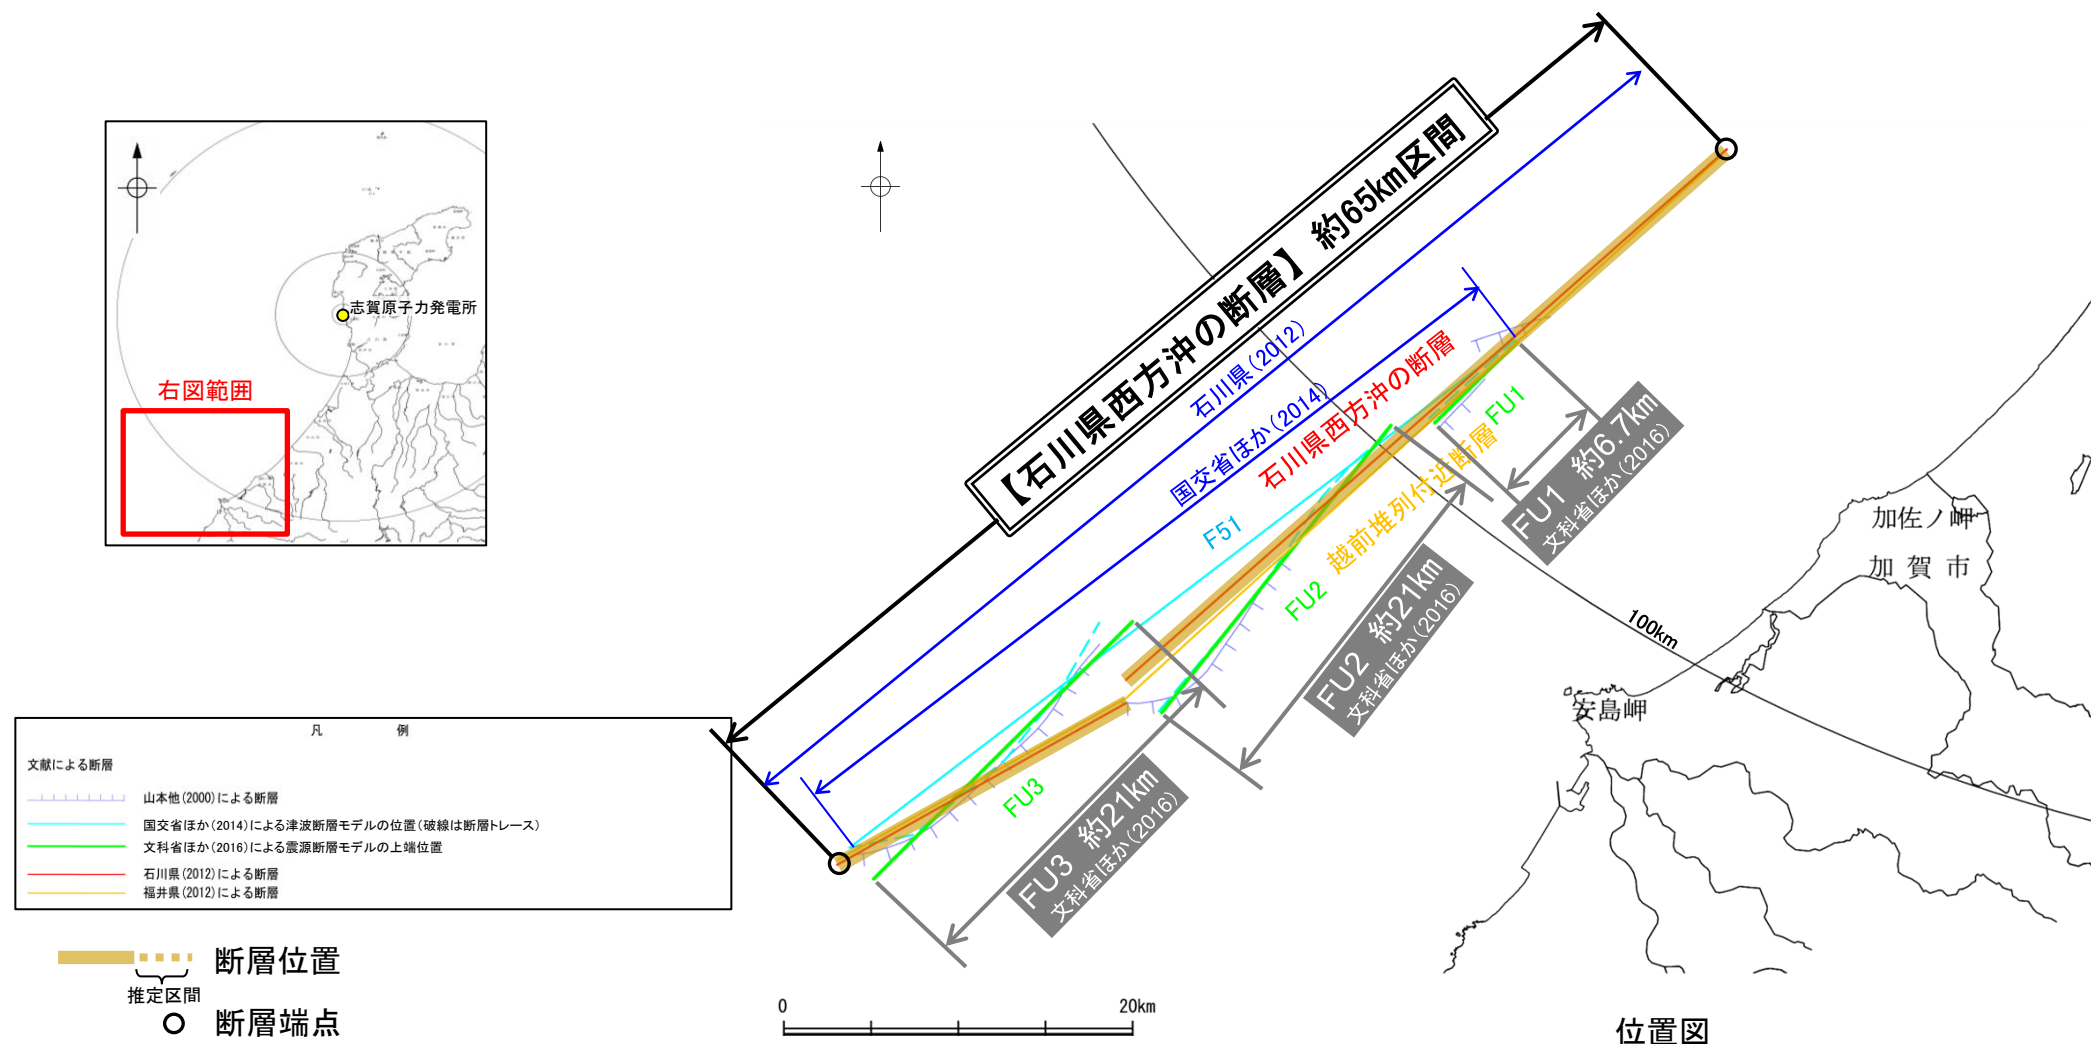 志賀原子力発電所
右図範囲
【石川県西方沖の断層】 約65km区間
石川県(2012)
国交省ほか(2014)
石川県西方沖の断層
F51
越前堆列付近断層
FU1
FU2
FU3
FU1 約6.7km
文科省ほか(2016)
FU2 約21km
文科省ほか(2016)
FU3 約21km
文科省ほか(2016)
100km
加佐ノ岬
加賀市
安島岬
凡 例
文献による断層
山本他(2000)による断層
国交省ほか(2014)による津波断層モデルの位置(破線は断層トレース)
文科省ほか(2016)による震源断層モデルの上端位置
石川県(2012)による断層
福井県(2012)による断層
断層位置
推定区間
断層端点
0 20km
位置図